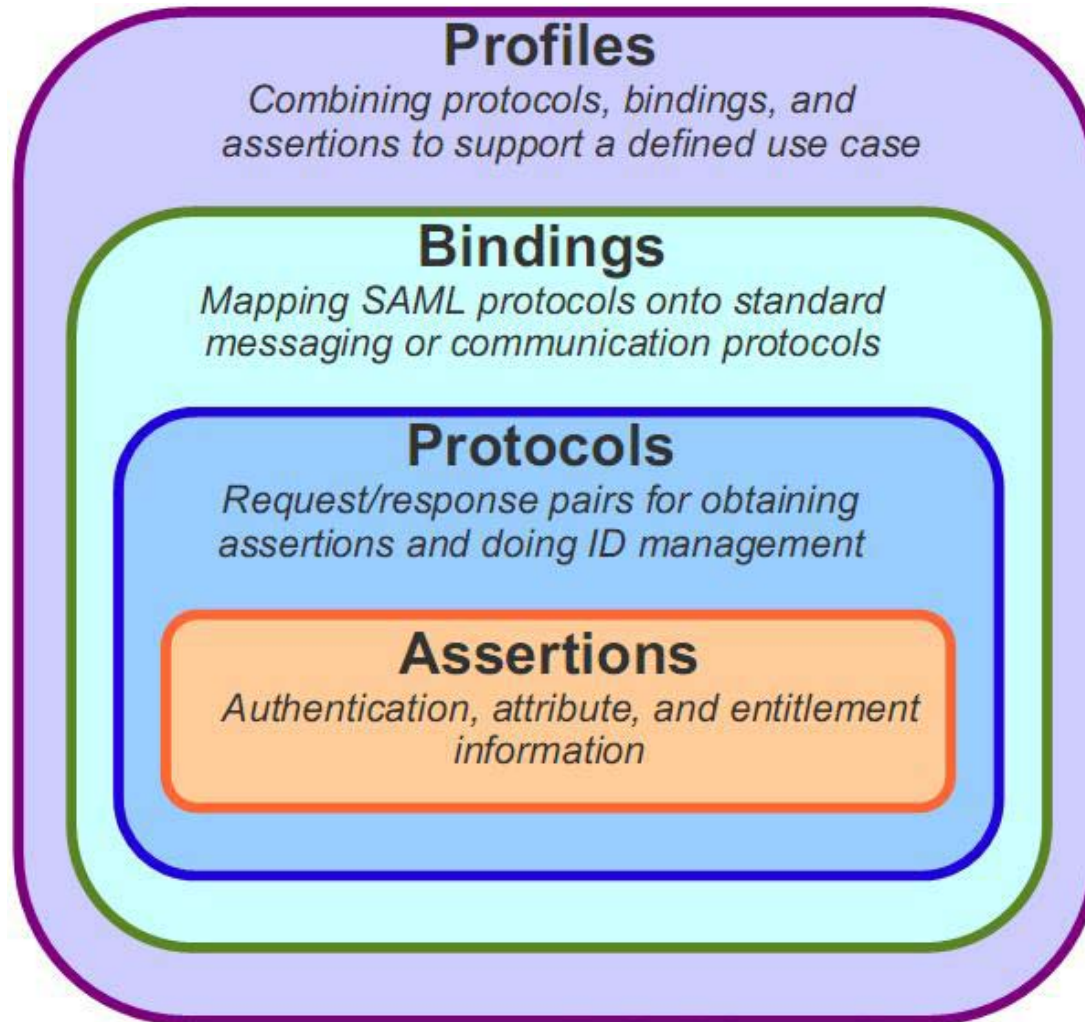 Profiles
Combining protocols, bindings, and
assertions to support a defined use case
Bindings
Mapping SAML protocols onto standard
messaging or communication protocols
Protocols
Request/response pairs for obtaining
assertions and doing ID management
Assertions
Authentication, attribute, and entitlement
information